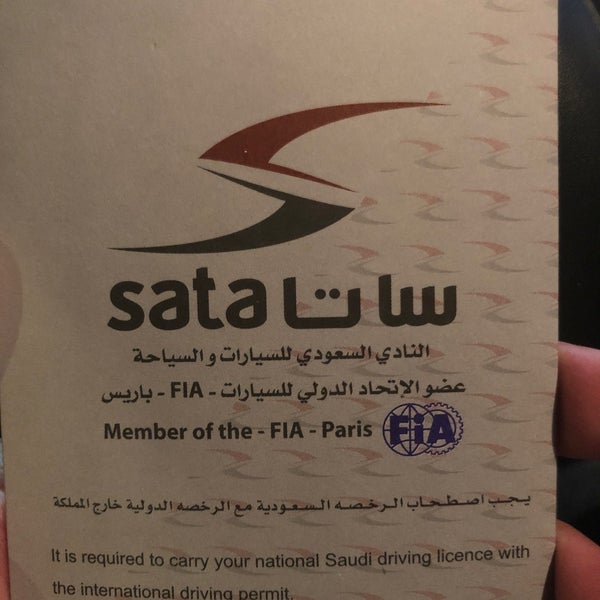 sata ساتا
النادي السعودي للسيارات و السياحة
عضو الإتحاد الدولي للسيارات - FIA - باريس
Member of the - FIA - Paris FiA
يجب اصطحاب الرخصه السعودية مع الرخصه الدولية خارج المملكة
It is required to carry your national Saudi driving licence with
the international driving permit.